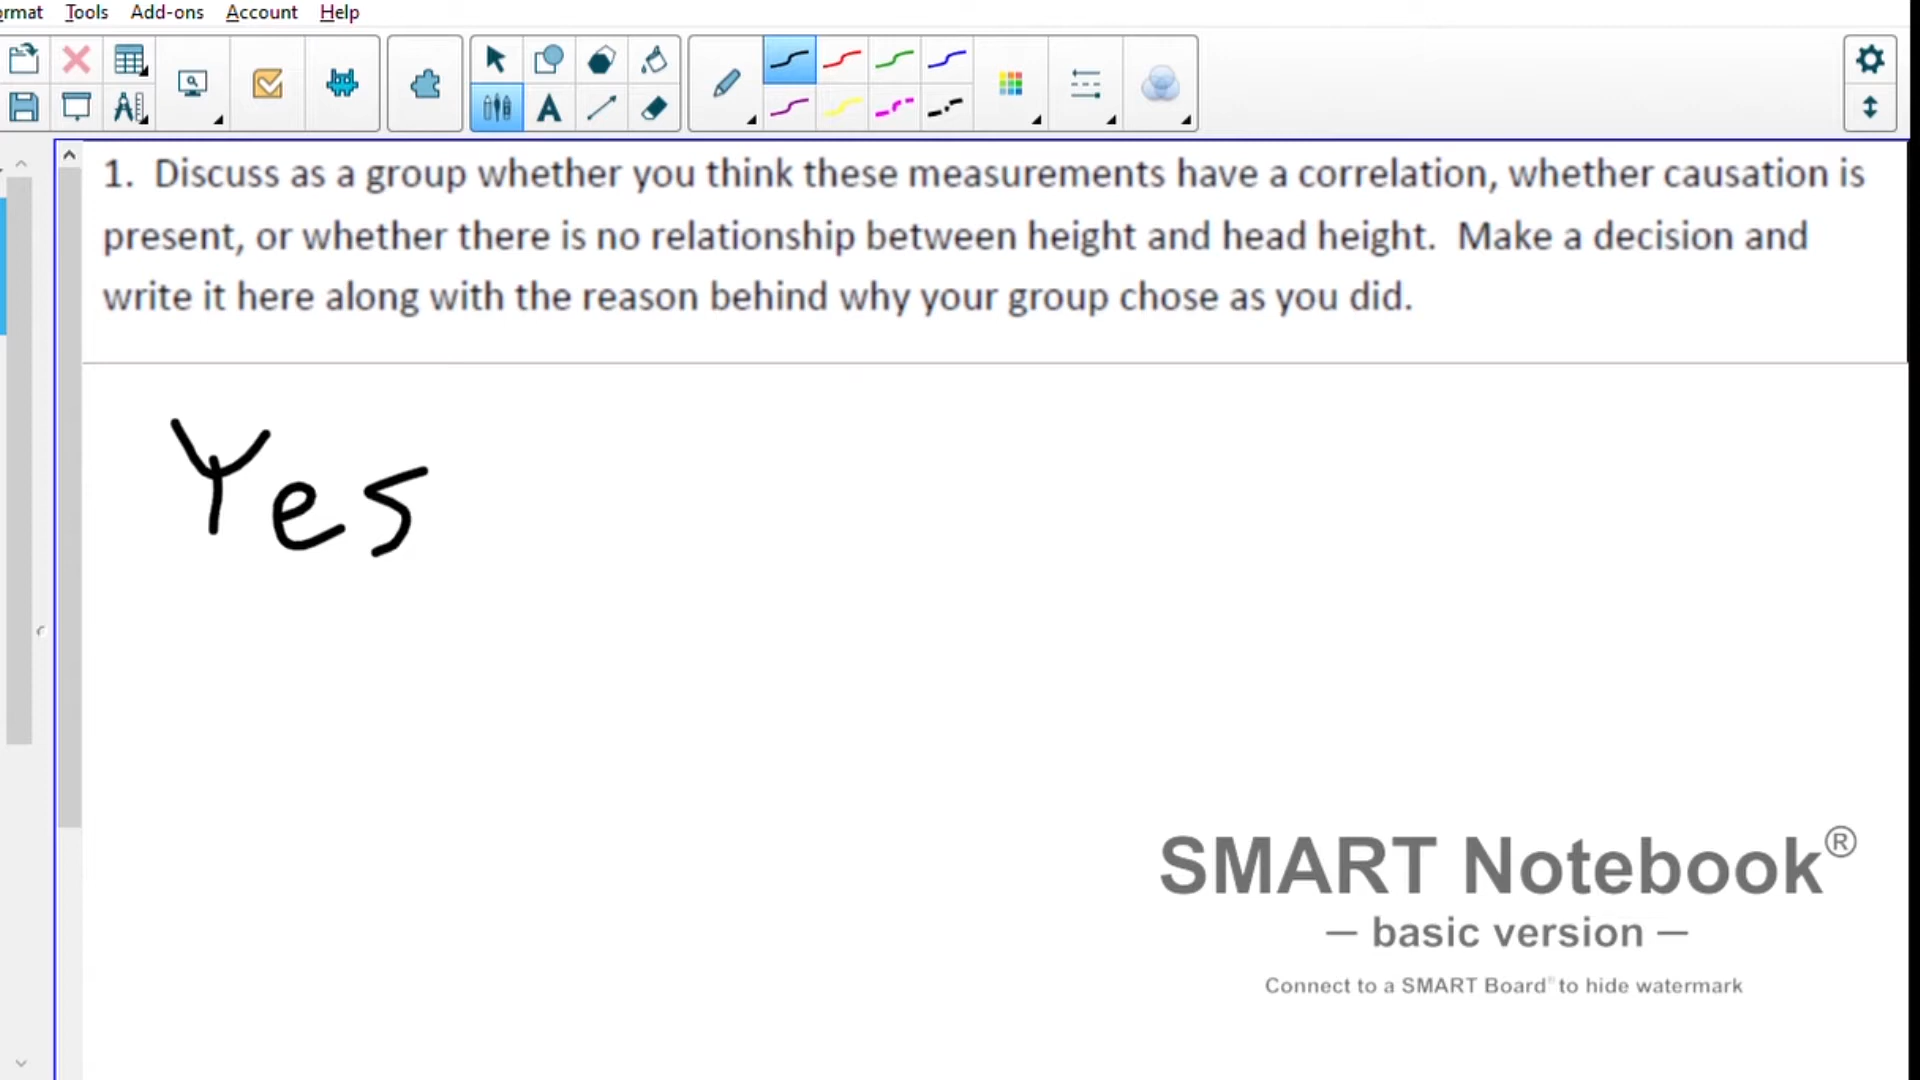 ormat Tools Add-ons Account Help
1. Discuss as a group whether you think these measurements have a correlation, whether causation is
present, or whether there is no relationship between height and head height. Make a decision and
write it here along with the reason behind why your group chose as you did.
Yes
SMART Notebook®
— basic version —
Connect to a SMART Board® to hide watermark